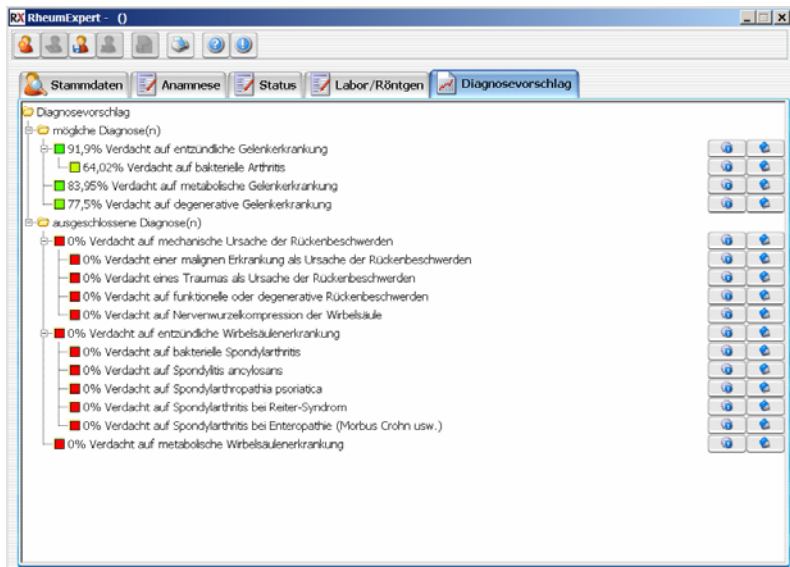 RX RheumExpert - ()
Stammdaten Anamnese Status Labor/Röntgen Diagnosevorschlag
Diagnosevorschlag
mögliche Diagnose(n)
91,9% Verdacht auf entzündliche Gelenkerkrankung
64,02% Verdacht auf bakterielle Arthritis
83,95% Verdacht auf metabolische Gelenkerkrankung
77,5% Verdacht auf degenerative Gelenkerkrankung
ausgeschlossene Diagnose(n)
0% Verdacht auf mechanische Ursache der Rückenbeschwerden
0% Verdacht einer malignen Erkrankung als Ursache der Rückenbeschwerden
0% Verdacht eines Traumas als Ursache der Rückenbeschwerden
0% Verdacht auf funktionelle oder degenerative Rückenbeschwerden
0% Verdacht auf Nervenwurzelkompression der Wirbelsäule
0% Verdacht auf entzündliche Wirbelsäulenerkrankung
0% Verdacht auf bakterielle Spondylarthritis
0% Verdacht auf Spondylitis ancylosans
0% Verdacht auf Spondylarthropathia psoriatica
0% Verdacht auf Spondylarthritis bei Reiter-Syndrom
0% Verdacht auf Spondylarthritis bei Enteropathie (Morbus Crohn usw.)
0% Verdacht auf metabolische Wirbelsäulenerkrankung